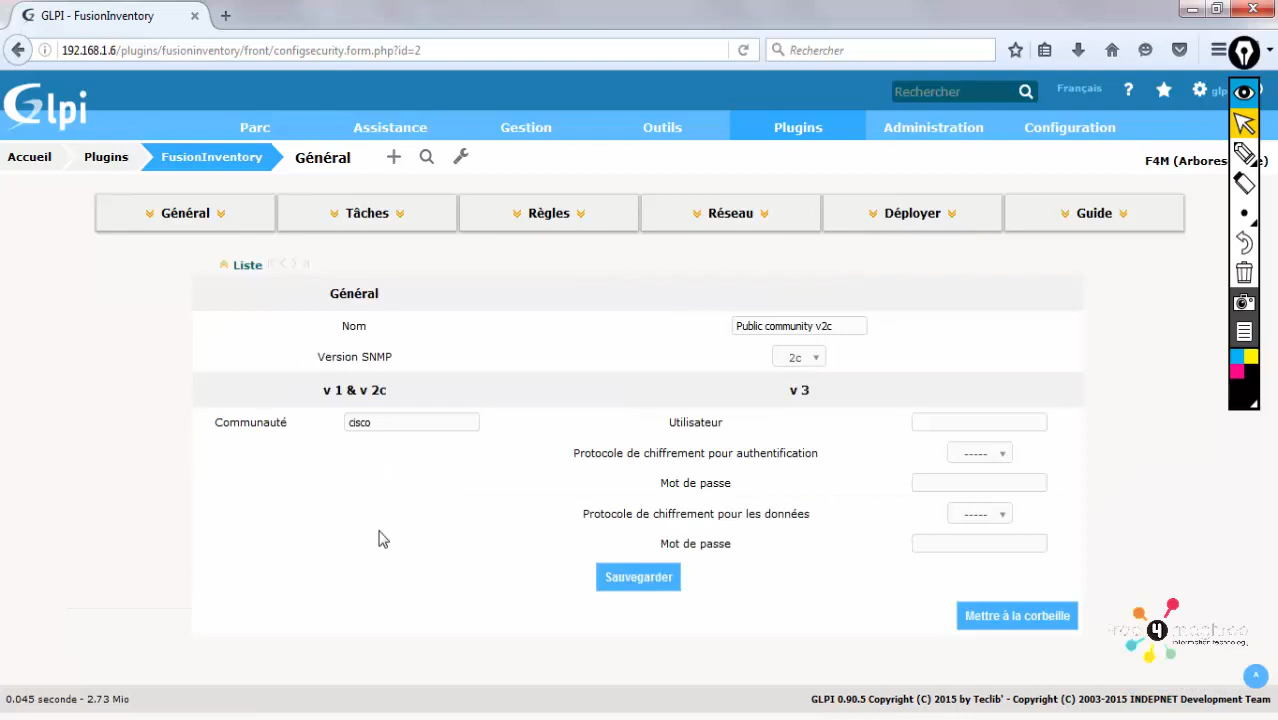 GLPI - FusionInventory
192.168.1.6/plugins/fusioninventory/front/configsecurity.form.php?id=2
Rechercher
Glpi
Rechercher
Français
glp
Parc Assistance Gestion Outils Plugins Administration Configuration
Accueil Plugins FusionInventory Général
F4M (Arbores
e)
Général Tâches Règles Réseau Déployer Guide
Liste
Général
Nom Public community v2c
Version SNMP 2c
v 1 & v 2c v 3
Communauté cisco Utilisateur
Protocole de chiffrement pour authentification -----
Mot de passe
Protocole de chiffrement pour les données -----
Mot de passe
Sauvegarder
Mettre à la corbeille
4
information technology
0.045 seconde - 2.73 Mio
GLPI 0.90.5 Copyright (C) 2015 by Teclib' - Copyright (C) 2003-2015 INDEPNET Development Team